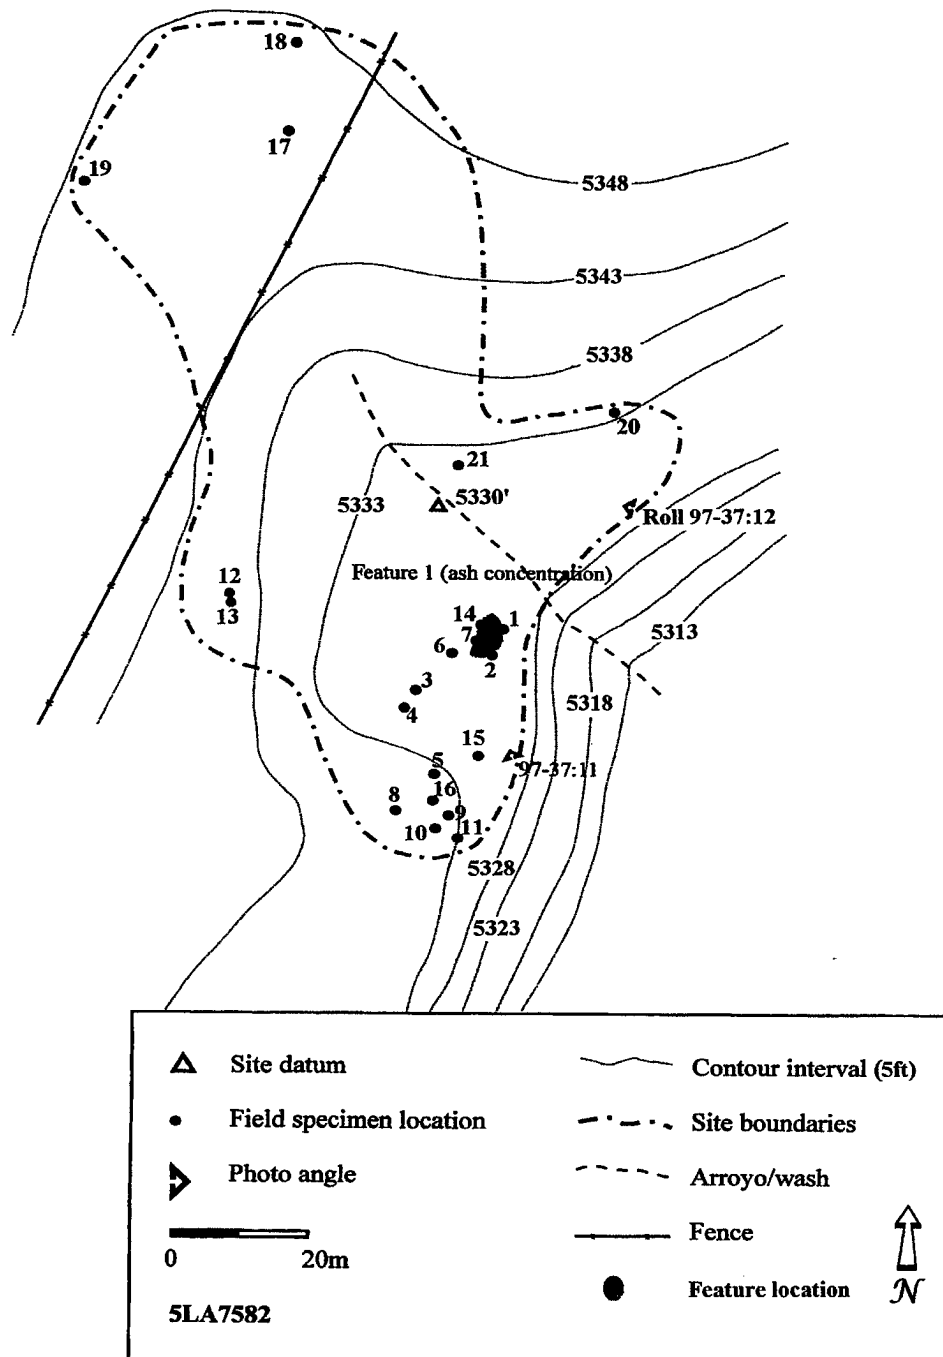 18
17
19
5348
5343
5338
20
21
5333
5330'
Roll 97-37:12
Feature 1 (ash concentration)
12
13
14
1
7
6
2
5313
3
4
5318
15
97-37:11
5
8
16
9
10
11
5328
5323
Site datum
Contour interval (5ft)
Field specimen location
Site boundaries
Photo angle
Arroyo/wash
Fence
0
20m
Feature location
N
5LA7582